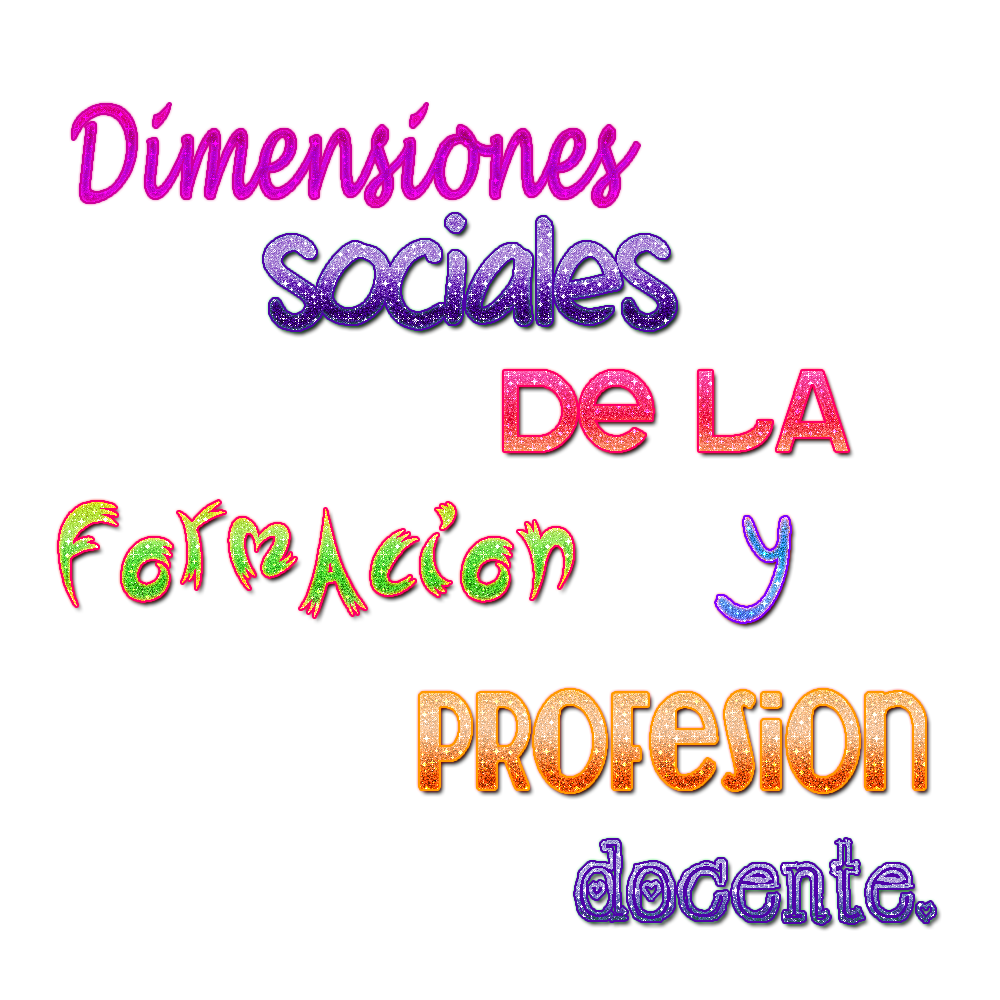 Dimensiones
sociales
De LA
FormAcion y
PROFesion
docente.